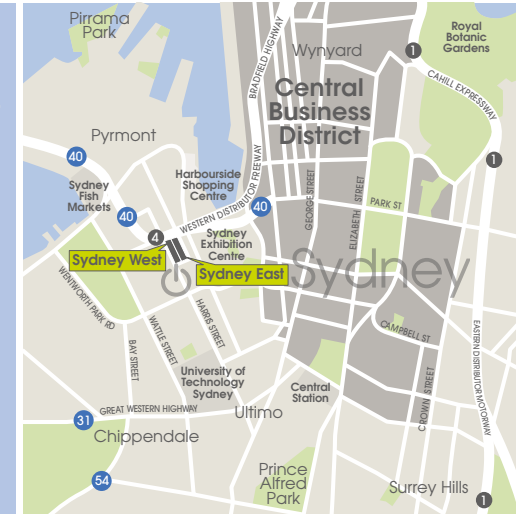 Pirrama
Park
BRADFIELD HIGHWAY
Wynyard
1
Royal
Botanic
Gardens
CAHILL EXPRESSWAY
1
Central
Business
District
Pyrmont
40
Sydney
Fish
Markets
40
Harbourside
Shopping
Centre
WESTERN DISTRIBUTOR FREEWAY
40
GEORGE STREET
ELIZABETH STREET
PARK ST
4
Sydney
Exhibition
Centre
Sydney West
Sydney East
Sydney
WENTWORTH PARK RD
WATTLE STREET
HARRIS STREET
BAY STREET
CAMPBELL ST
EASTERN DISTRIBUTOR MOTORWAY
CROWN STREET
University of
Technology
Sydney
Central
Station
GREAT WESTERN HIGHWAY
31
Ultimo
Chippendale
54
Prince
Alfred
Park
Surrey Hills
1